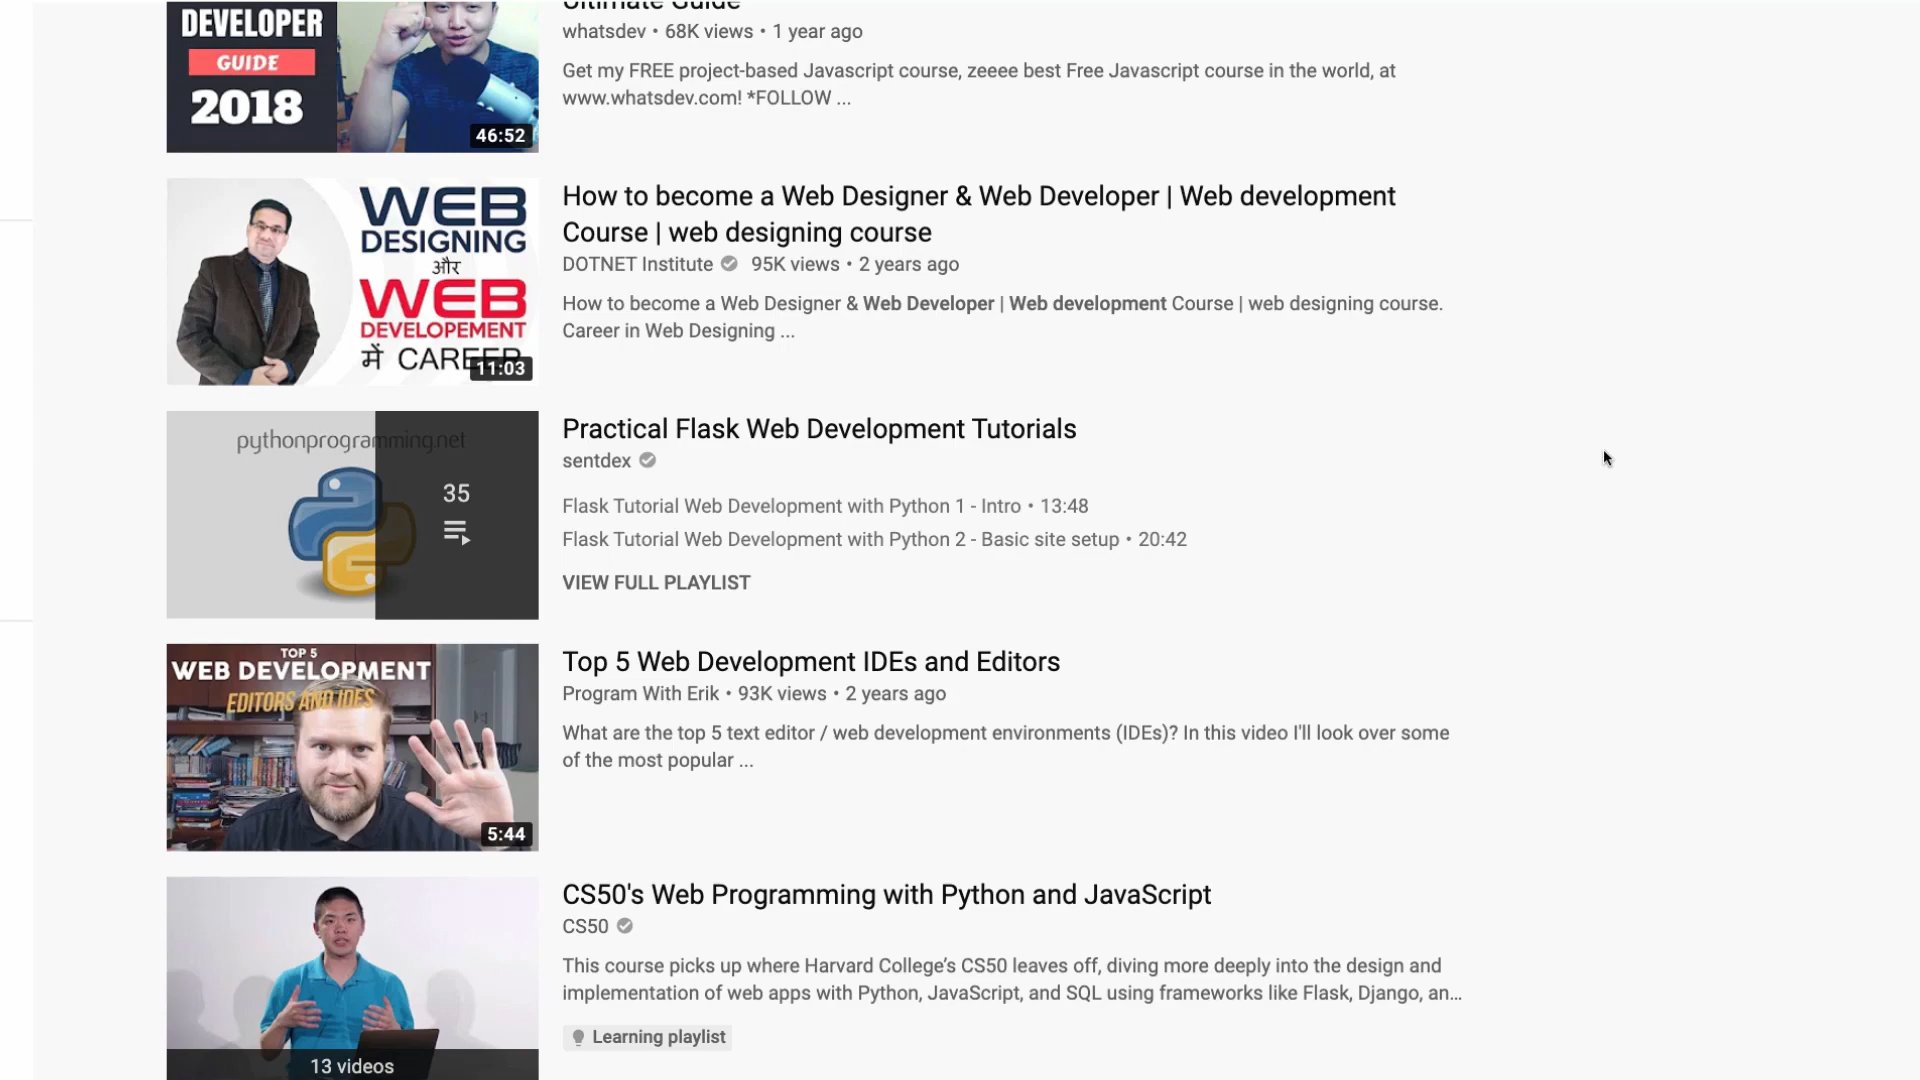 Ultimate Guide
DEVELOPER
GUIDE
2018
46:52
whatsdev • 68K views • 1 year ago
Get my FREE project-based Javascript course, zeeee best Free Javascript course in the world, at
www.whatsdev.com! *FOLLOW ...
WEB
DESIGNING
और
WEB
DEVELOPEMENT
में CAREER
11:03
How to become a Web Designer & Web Developer | Web development
Course | web designing course
DOTNET Institute 95K views • 2 years ago
How to become a Web Designer & Web Developer | Web development Course | web designing course.
Career in Web Designing ...
pythonprogramming.net
35
Practical Flask Web Development Tutorials
sentdex
Flask Tutorial Web Development with Python 1 - Intro • 13:48
Flask Tutorial Web Development with Python 2 - Basic site setup • 20:42
VIEW FULL PLAYLIST
TOP 5
WEB DEVELOPMENT
EDITORS AND IDES
5:44
Top 5 Web Development IDEs and Editors
Program With Erik • 93K views • 2 years ago
What are the top 5 text editor / web development environments (IDEs)? In this video I'll look over some
of the most popular ...
13 videos
CS50's Web Programming with Python and JavaScript
CS50
This course picks up where Harvard College’s CS50 leaves off, diving more deeply into the design and
implementation of web apps with Python, JavaScript, and SQL using frameworks like Flask, Django, an...
Learning playlist